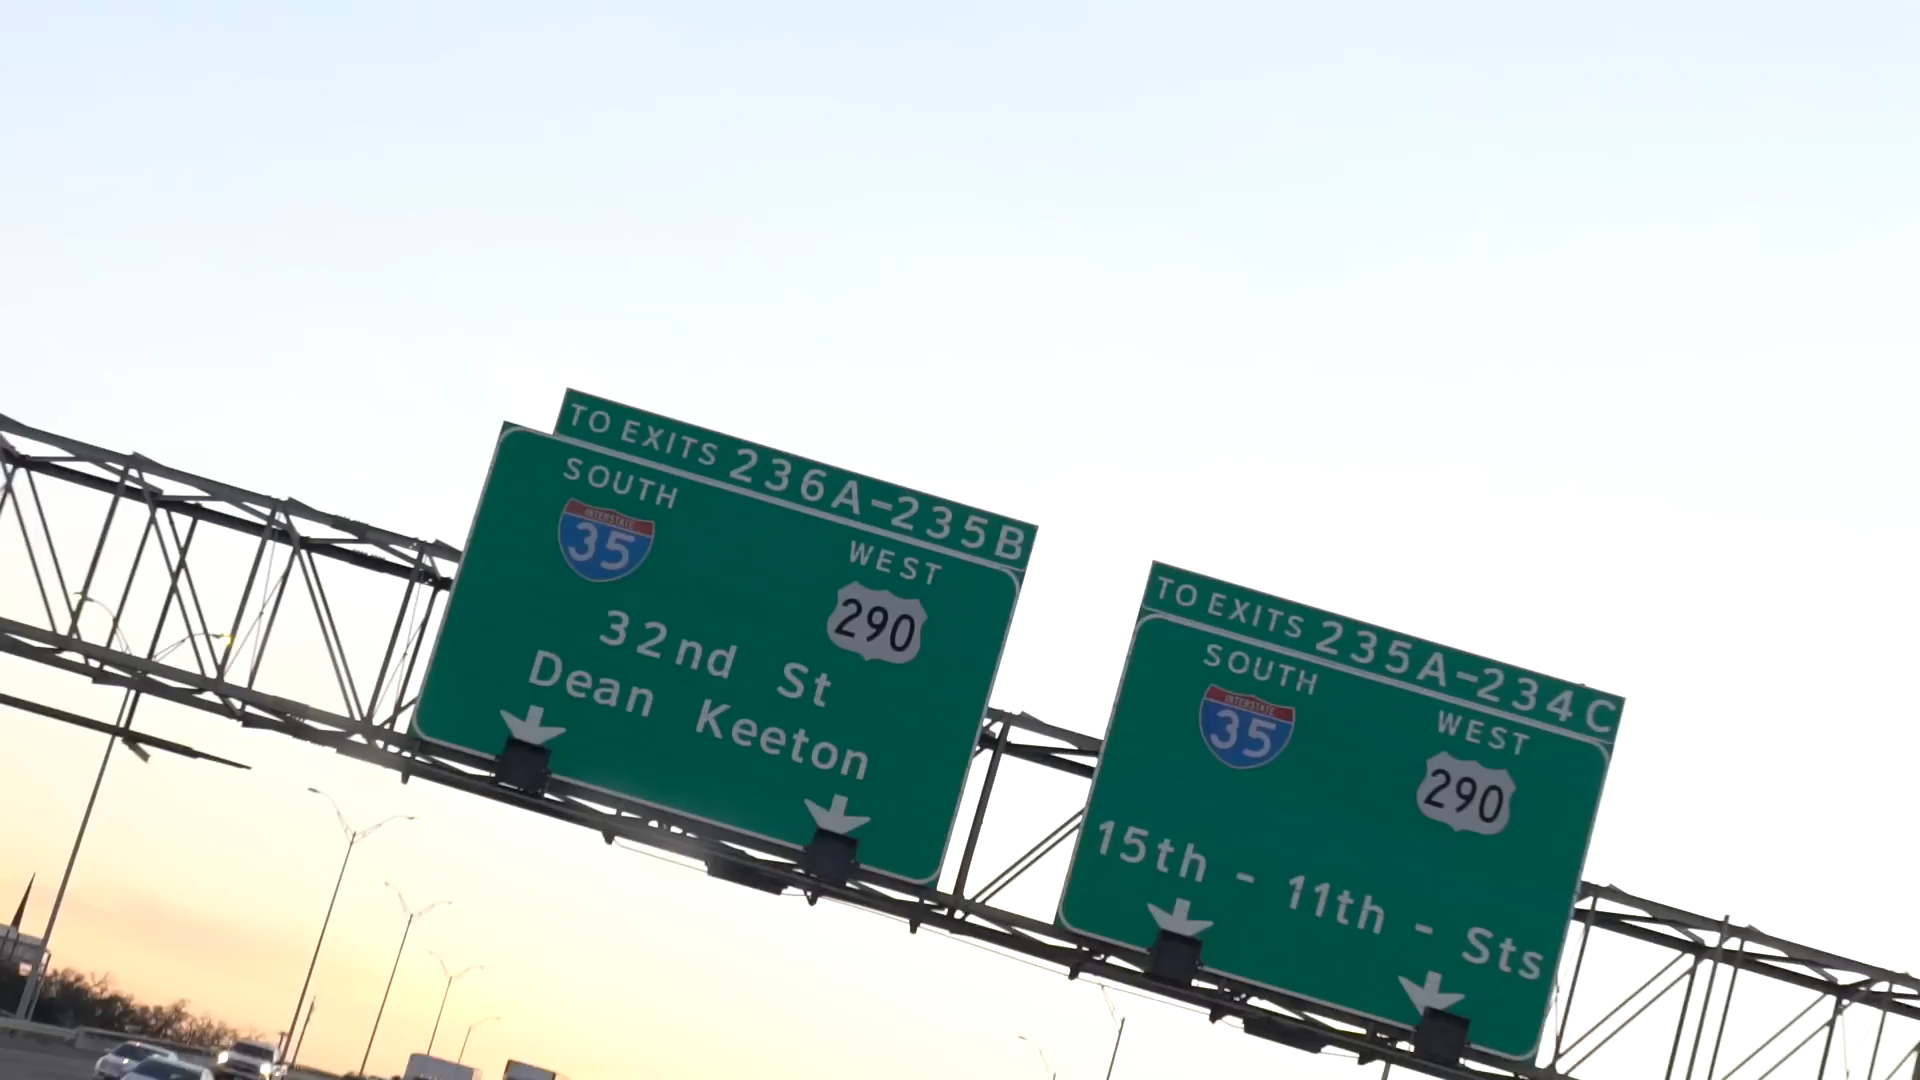 TO EXITS 236A-235B
SOUTH
INTERSTATE
35
WEST
290
32nd St
Dean Keeton
TO EXITS 235A-234C
SOUTH
INTERSTATE
35
WEST
290
15th - 11th - Sts